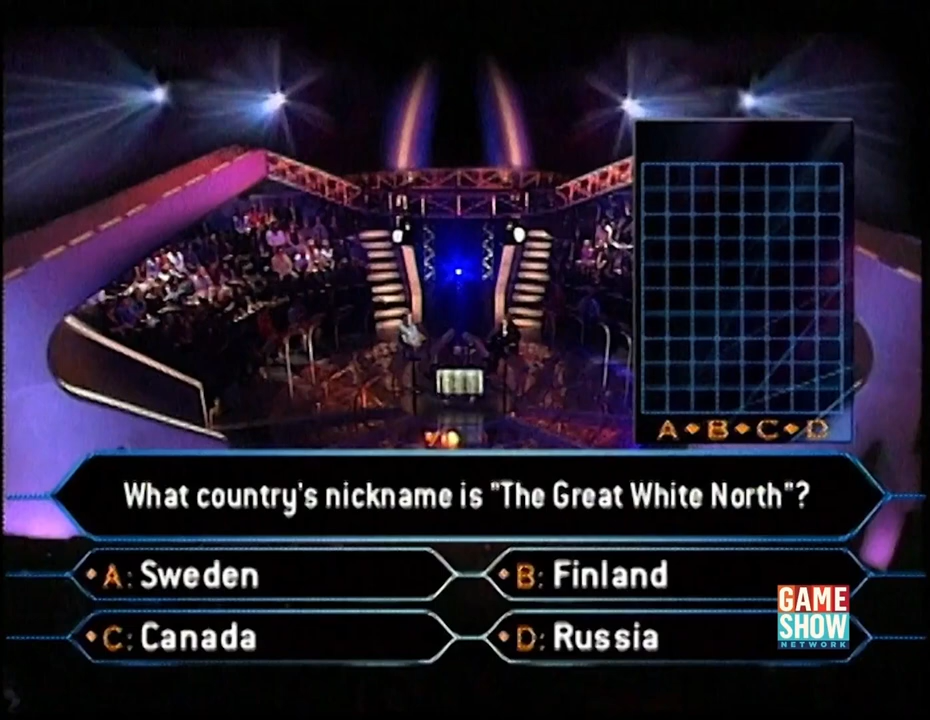 A ◆ B ◆ C ◆ D
What country's nickname is "The Great White North"?
A: Sweden
B: Finland
C: Canada
D: Russia
GAME
SHOW
NETWORK